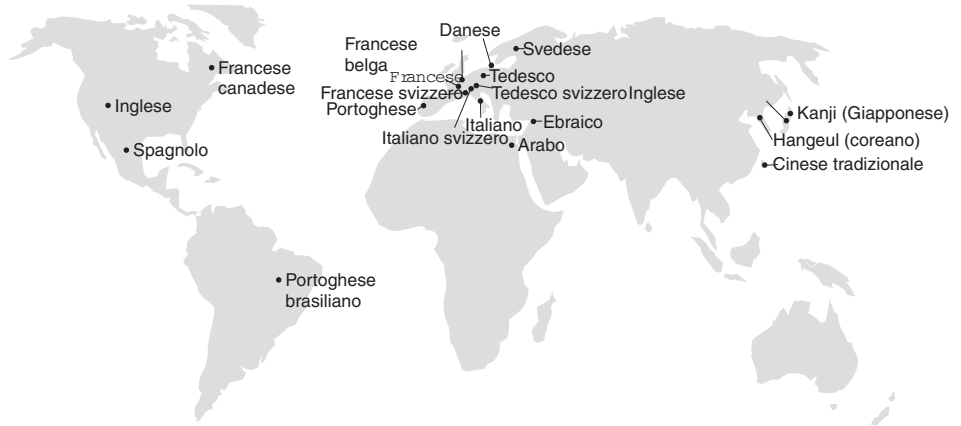 Danese
Francese
belga
Svedese
Francese
canadese
Francese
Tedesco
Francese svizzero
Tedesco svizzero
Inglese
Inglese
Portoghese
Italiano
Ebraico
Kanji (Giapponese)
Italiano svizzero
Hangeul (coreano)
Spagnolo
Arabo
Cinese tradizionale
Portoghese
brasiliano